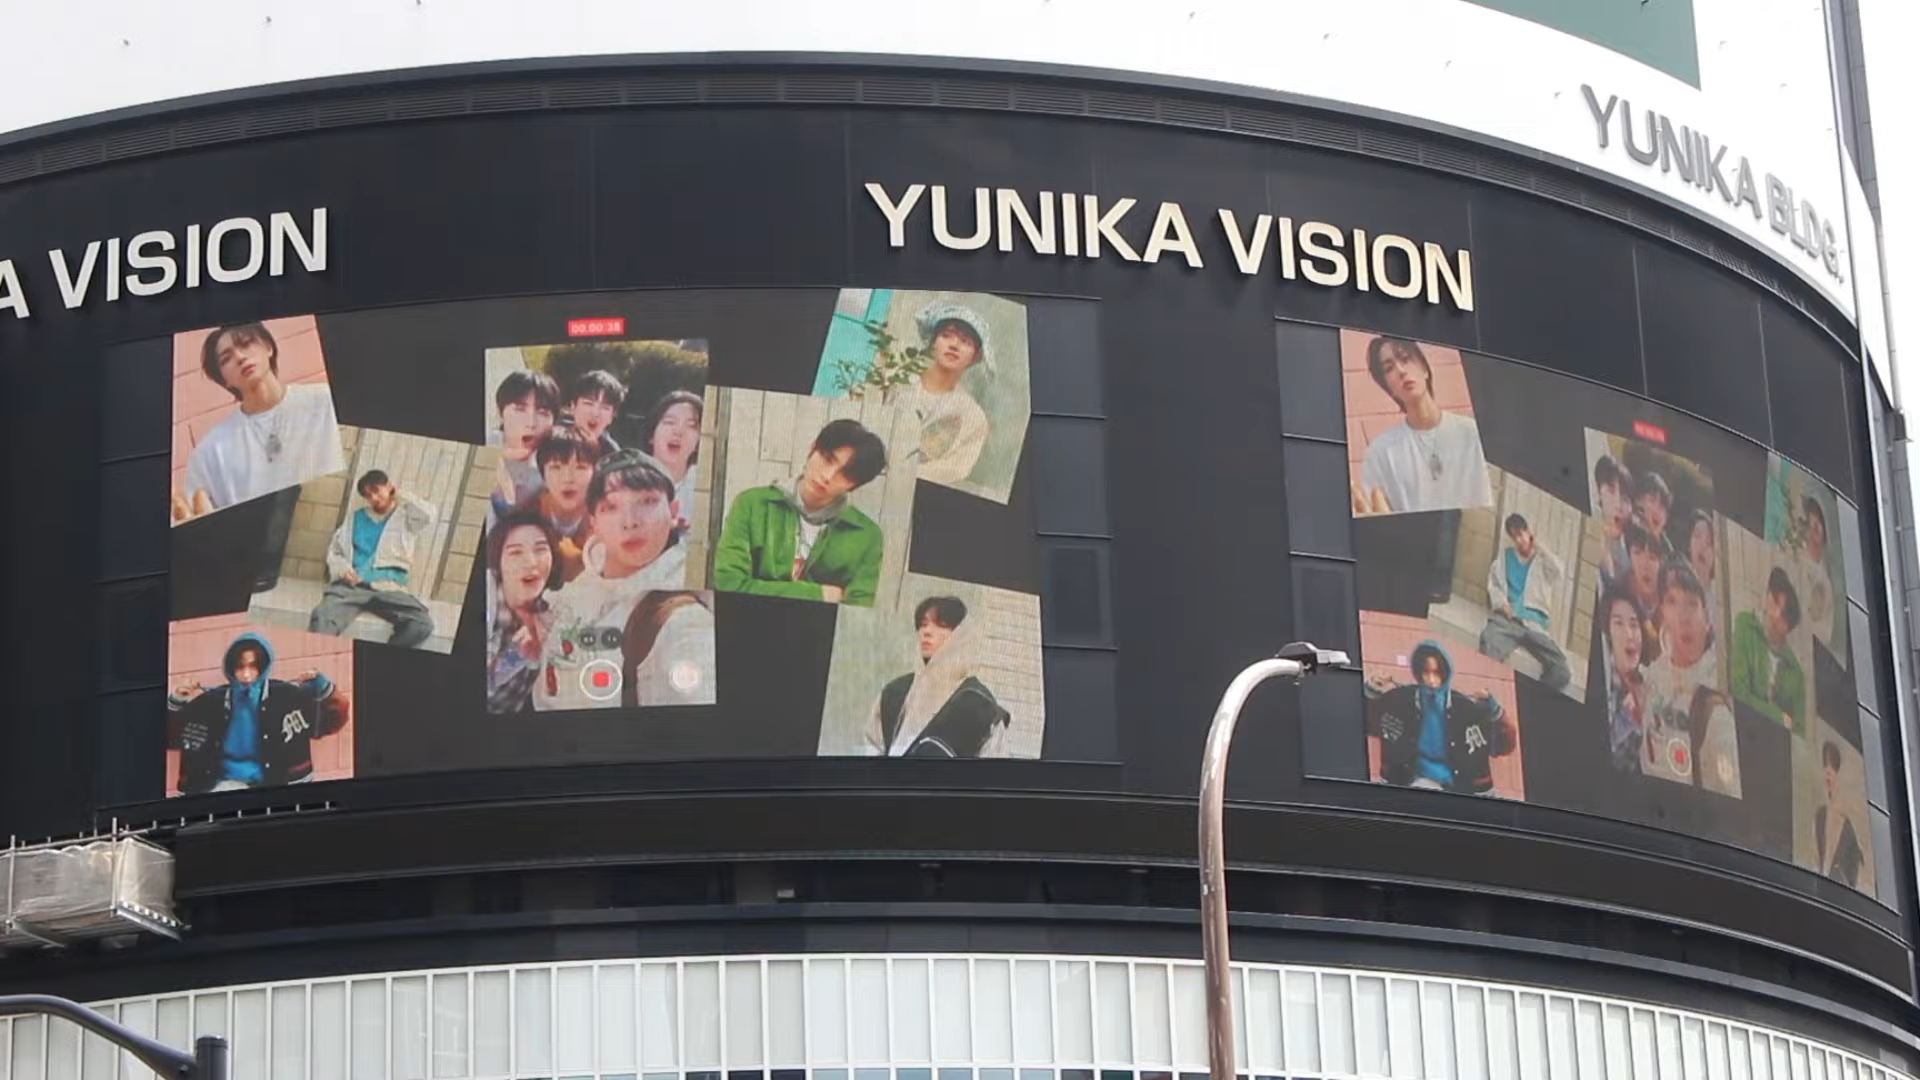 YUNIKA BLDG.
A VISION
YUNIKA VISION
00:00:38
M
M